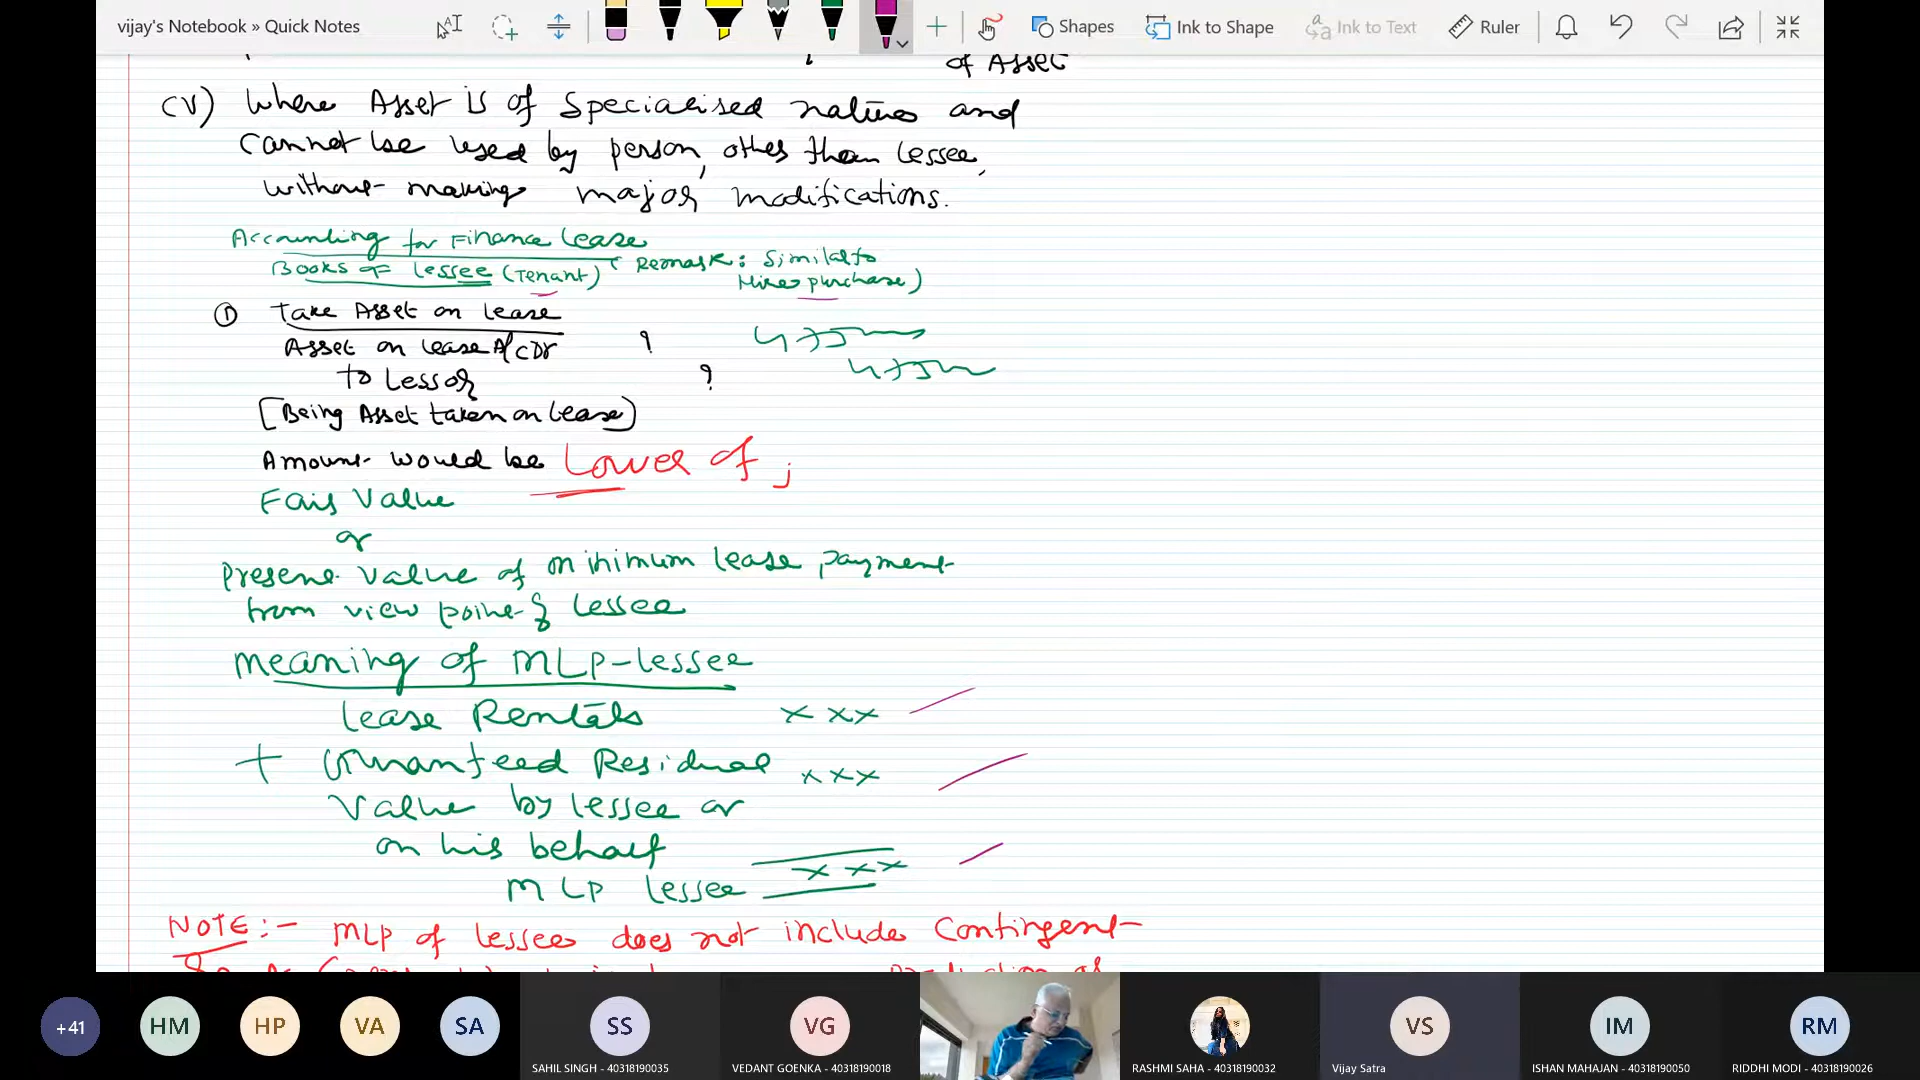 vijay's Notebook » Quick Notes
Shapes
Ink to Shape
Ink to Text
Ruler
of Asset
(V) Where Asset is of Specialised nature and
Cannot be used by person, other than lessee,
without making major modifications.
Accounting for Finance lease
Books of lessee (Tenant) (Remark: Similar to
Hire purchase)
① Take Asset on lease
Asset on lease A/c Dr ?
To Lessor ?
[Being Asset taken on lease]
Amount would be Lower of ;
Fair Value
or
Present Value of minimum lease payment
from view point of lessee
Meaning of MLP-lessee
Lease Rentals x xx
+ Guaranteed Residual xxx
Value by lessee or
on his behalf
MLP lessee x xx
NOTE:- MLP of lessee does not include Contingent
+41
HM
HP
VA
SA
SS
VG
VS
IM
RM
SAHIL SINGH - 40318190035
VEDANT GOENKA - 40318190018
RASHMI SAHA - 40318190032
Vijay Satra
ISHAN MAHAJAN - 40318190050
RIDDHI MODI - 40318190026